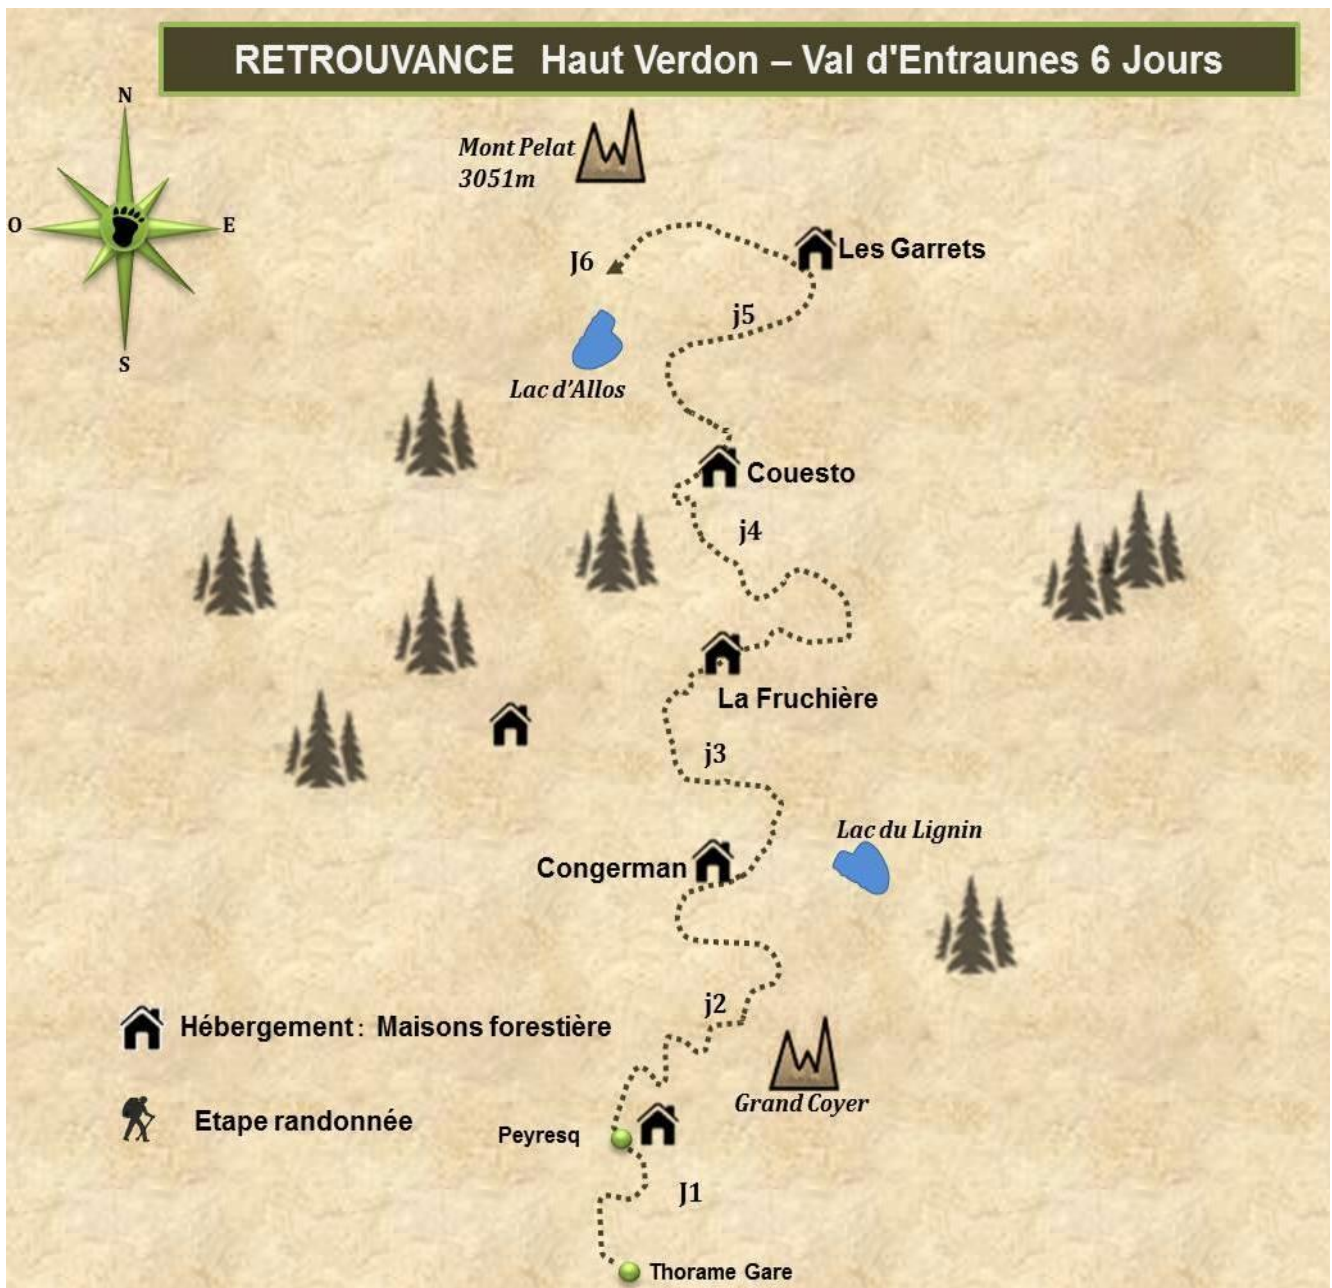 RETROUVANCE Haut Verdon – Val d'Entraunes 6 Jours
N
Mont Pelat
3051m
O
E
Les Garrets
J6
j5
S
Lac d'Allos
Couesto
j4
La Fruchière
j3
Lac du Lignin
Congerman
j2
Hébergement : Maisons forestière
Grand Coyer
Etape randonnée
Peyresq
J1
Thorame Gare